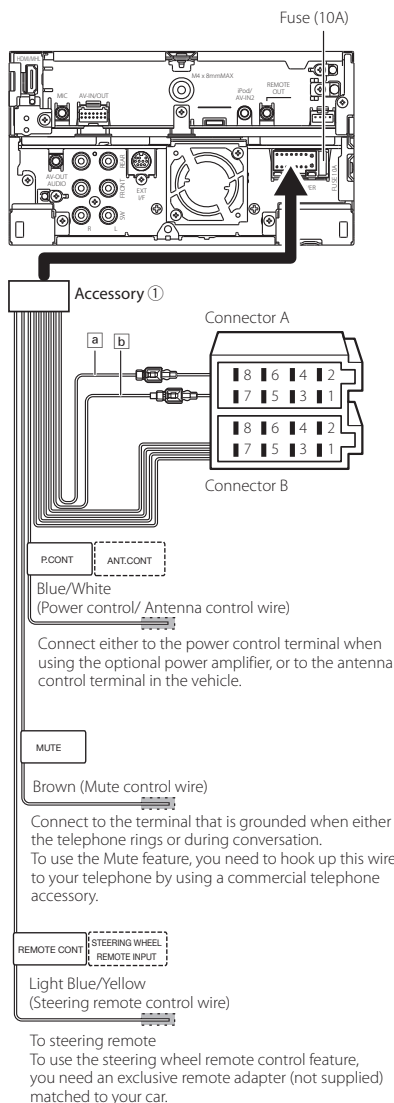 Fuse (10A)
HDMI/MHL
MIC
AV-IN/OUT
M4 x 8mmMAX
iPod/
AV-IN2
REMOTE
OUT
AV-OUT
AUDIO
REAR
FRONT
SW
R
L
EXT
I/F
FUSE 10A
Accessory ①
a
b
Connector A
8 6 4 2
7 5 3 1
8 6 4 2
7 5 3 1
Connector B
P.CONT
ANT.CONT
Blue/White
(Power control/ Antenna control wire)
Connect either to the power control terminal when
using the optional power amplifier, or to the antenna
control terminal in the vehicle.
MUTE
Brown (Mute control wire)
Connect to the terminal that is grounded when either
the telephone rings or during conversation.
To use the Mute feature, you need to hook up this wire
to your telephone by using a commercial telephone
accessory.
REMOTE CONT
STEERING WHEEL
REMOTE INPUT
Light Blue/Yellow
(Steering remote control wire)
To steering remote
To use the steering wheel remote control feature,
you need an exclusive remote adapter (not supplied)
matched to your car.